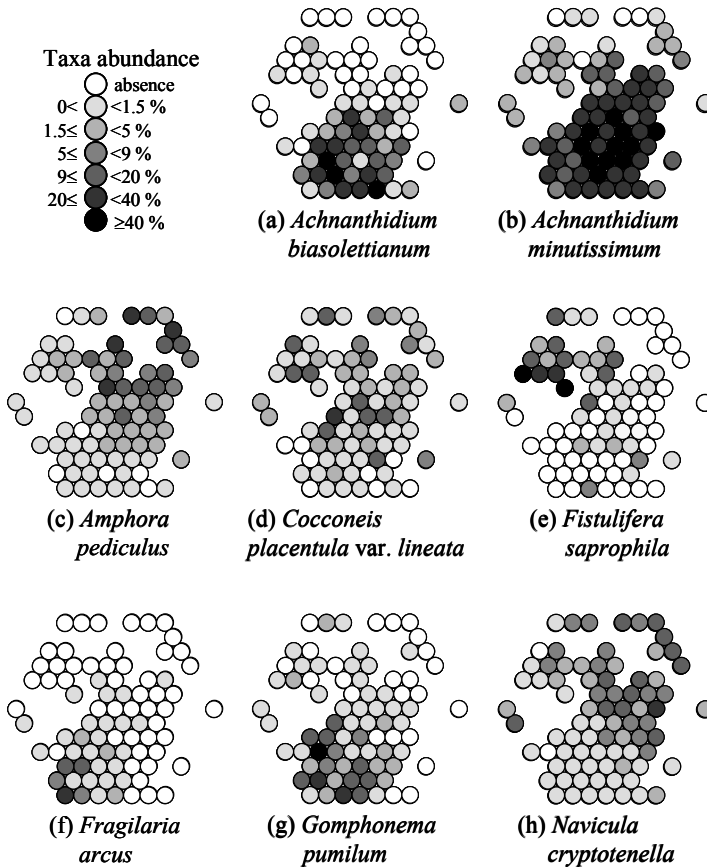 Taxa abundance
absence
0< <1.5 %
1.5≤ <5 %
5≤ <9 %
9≤ <20 %
20≤ <40 %
≥40 %
(a) Achnanthidium
biasolettianum
(b) Achnanthidium
minutissimum
(c) Amphora
pediculus
(d) Cocconeis
placentula var. lineata
(e) Fistulifera
saprophila
(f) Fragilaria
arcus
(g) Gomphonema
pumilum
(h) Navicula
cryptotenella